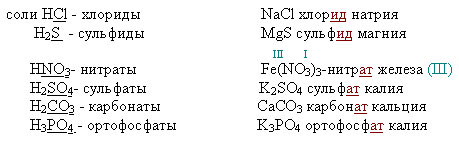 соли HCl - хлориды NaCl хлорид натрия
H2S - сульфиды MgS сульфид магния
III I
HNO3- нитраты Fe(NO3)3-нитрат железа (III)
H2SO4- сульфаты K2SO4 сульфат калия
H2CO3 - карбонаты CaCO3 карбонат кальция
H3PO4 - ортофосфаты K3PO4 ортофосфат калия